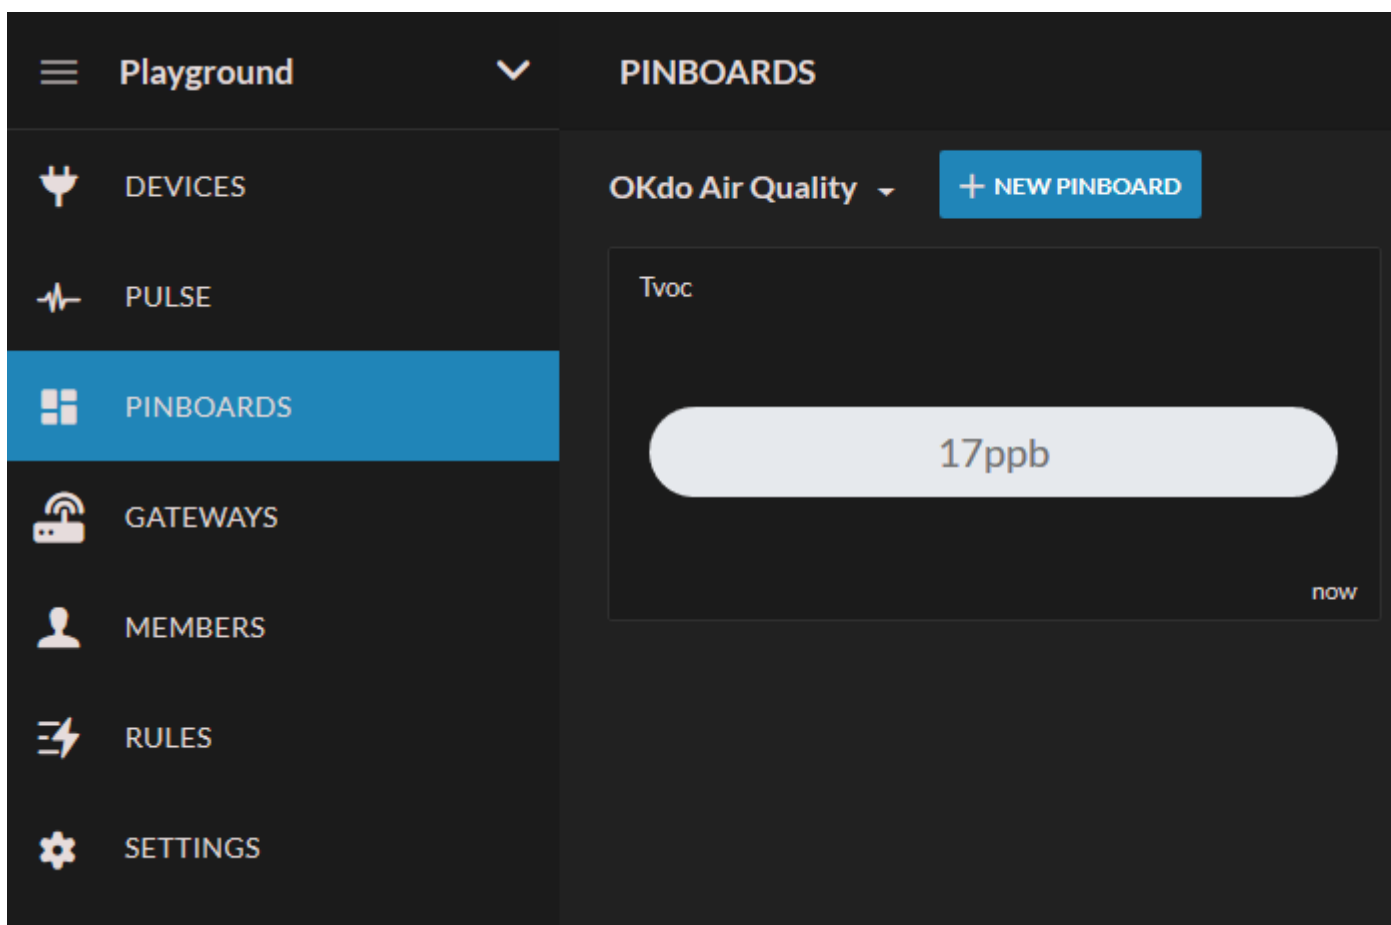 Playground
PINBOARDS
DEVICES
PULSE
PINBOARDS
GATEWAYS
MEMBERS
RULES
SETTINGS
OKdo Air Quality
+ NEW PINBOARD
Tvoc
17ppb
now